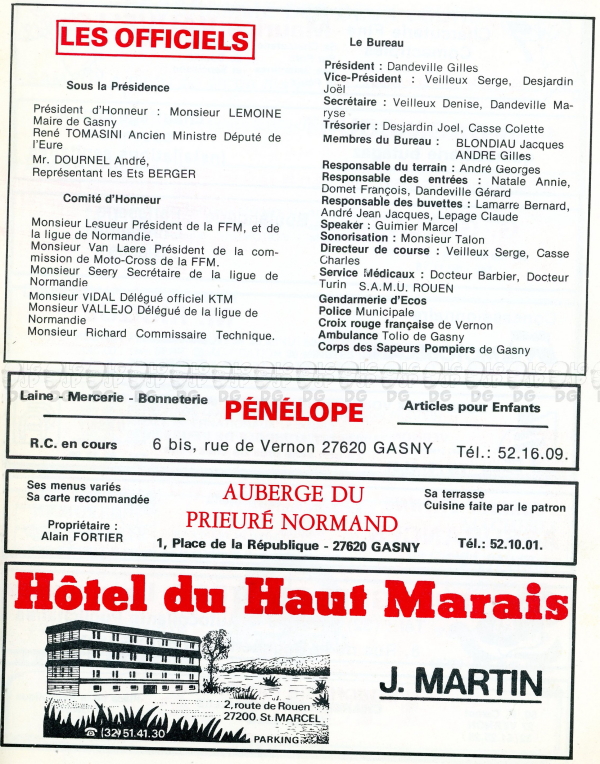 LES OFFICIELS
Sous la Présidence
Président d'Honneur : Monsieur LEMOINE
Maire de Gasny
René TOMASINI Ancien Ministre Député de
l'Eure
Mr. DOURNEL André,
Représentant les Ets BERGER
Comité d'Honneur
Monsieur Lesueur Président de la FFM, et de
la ligue de Normandie.
Monsieur Van Laere Président de la com-
mission de Moto-Cross de la FFM.
Monsieur Seery Secrétaire de la ligue de
Normandie
Monsieur VIDAL Délégué officiel KTM
Monsieur VALLEJO Délégué de la ligue de
Normandie
Monsieur Richard Commissaire Technique.
Le Bureau
Président : Dandeville Gilles
Vice-Président : Veilleux Serge, Desjardin
Joël
Secrétaire : Veilleux Denise, Dandeville Ma-
ryse
Trésorier : Desjardin Joel, Casse Colette
Membres du Bureau : BLONDIAU Jacques
ANDRE Gilles
Responsable du terrain : André Georges
Responsable des entrées : Natale Annie,
Domet François, Dandeville Gérard
Responsable des buvettes : Lamarre Bernard,
André Jean Jacques, Lepage Claude
Speaker : Guimier Marcel
Sonorisation : Monsieur Talon
Directeur de course : Veilleux Serge, Casse
Charles
Service Médicaux : Docteur Barbier, Docteur
Turin S.A.M.U. ROUEN
Gendarmerie d'Ecos
Police Municipale
Croix rouge française de Vernon
Ambulance Tolio de Gasny
Corps des Sapeurs Pompiers de Gasny
Laine - Mercerie - Bonneterie
PÉNÉLOPE
Articles pour Enfants
R.C. en cours
6 bis, rue de Vernon 27620 GASNY
Tél.: 52.16.09.
Ses menus variés
Sa carte recommandée
Propriétaire :
Alain FORTIER
AUBERGE DU
PRIEURÉ NORMAND
1, Place de la République - 27620 GASNY
Sa terrasse
Cuisine faite par le patron
Tél.: 52.10.01.
Hôtel du Haut Marais
J. MARTIN
2, route de Rouen
27200. St. MARCEL
☎ (32) 51.41.30
PARKING